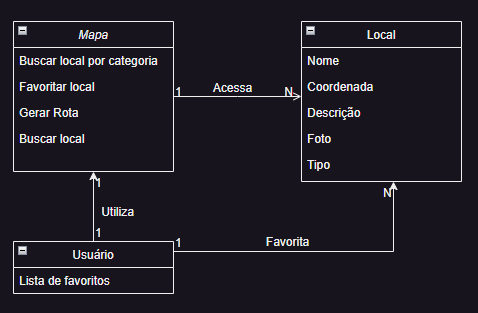 Mapa
Buscar local por categoria
Favoritar local
Gerar Rota
Buscar local
Local
Nome
Coordenada
Descrição
Foto
Tipo
1
Acessa
N
1
Utiliza
1
Usuário
Lista de favoritos
1
Favorita
N